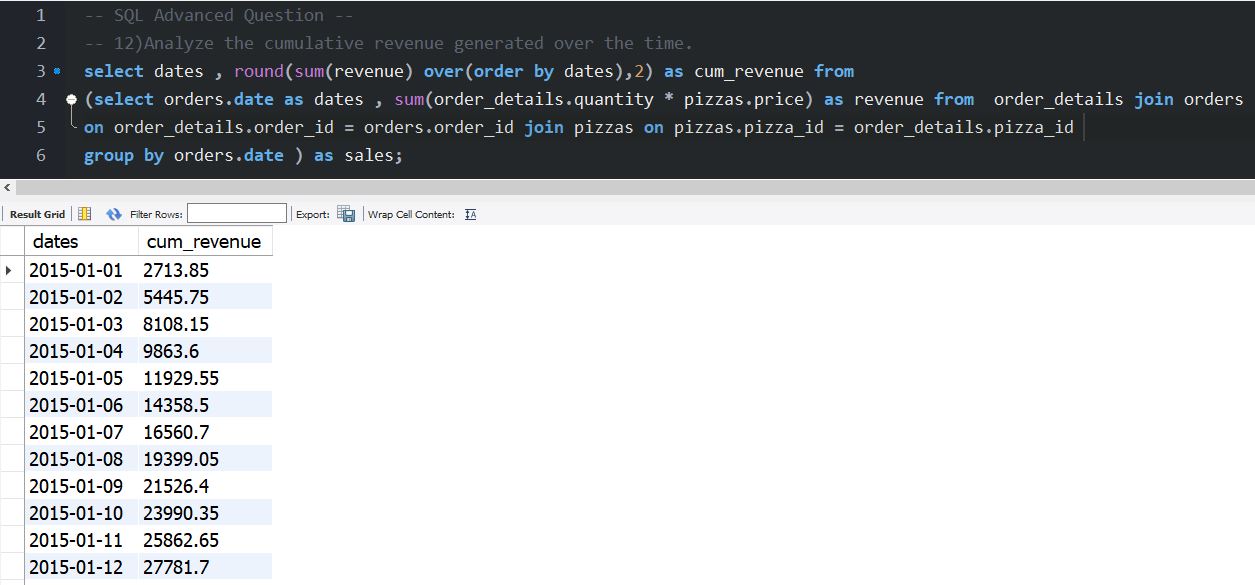 1 -- SQL Advanced Question --
2 -- 12)Analyze the cumulative revenue generated over the time.
3 select dates , round(sum(revenue) over(order by dates),2) as cum_revenue from
4 (select orders.date as dates , sum(order_details.quantity * pizzas.price) as revenue from  order_details join orders
5 on order_details.order_id = orders.order_id join pizzas on pizzas.pizza_id = order_details.pizza_id
6 group by orders.date ) as sales;
Result Grid Filter Rows: Export: Wrap Cell Content: IA
dates cum_revenue
2015-01-01 2713.85
2015-01-02 5445.75
2015-01-03 8108.15
2015-01-04 9863.6
2015-01-05 11929.55
2015-01-06 14358.5
2015-01-07 16560.7
2015-01-08 19399.05
2015-01-09 21526.4
2015-01-10 23990.35
2015-01-11 25862.65
2015-01-12 27781.7